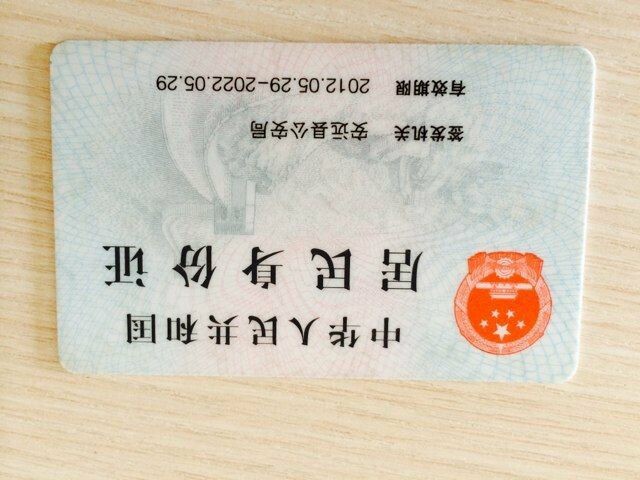 中华人民共和国
居民身份证
签发机关 安远县公安局
有效期限 2012.05.29-2022.05.29